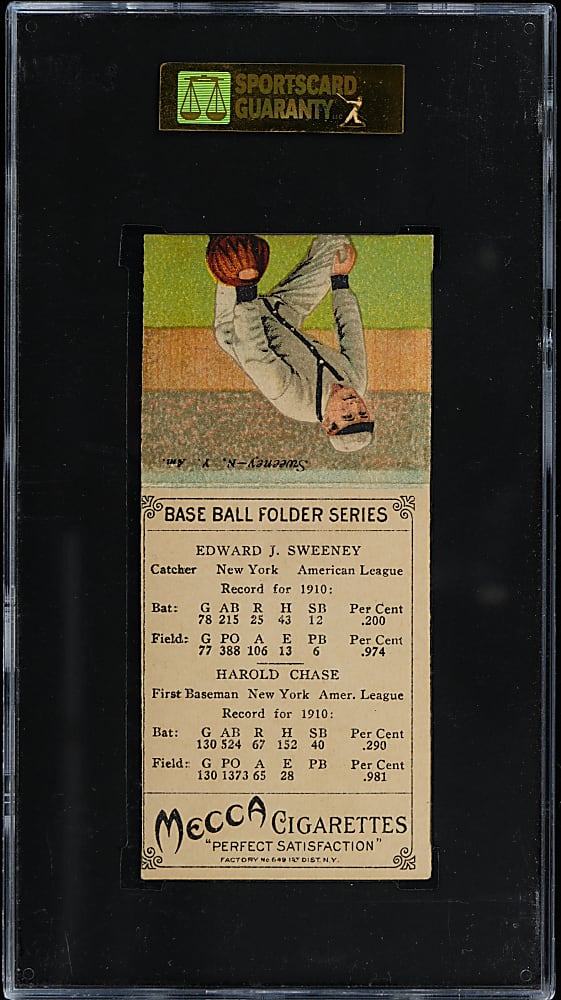 SPORTSCARD
GUARANTY
Sweeney—N. Y. Am.
BASE BALL FOLDER SERIES
EDWARD J. SWEENEY
Catcher New York American League
Record for 1910:
Bat: G AB R H SB Per Cent
78 215 25 43 12 .200
Field: G PO A E PB Per Cent
77 388 106 13 6 .974
HAROLD CHASE
First Baseman New York Amer. League
Record for 1910:
Bat: G AB R H SB Per Cent
130 524 67 152 40 .290
Field: G PO A E PB Per Cent
130 1373 65 28 .981
MECCA CIGARETTES
"PERFECT SATISFACTION"
FACTORY No 649 1ST DIST. N.Y.